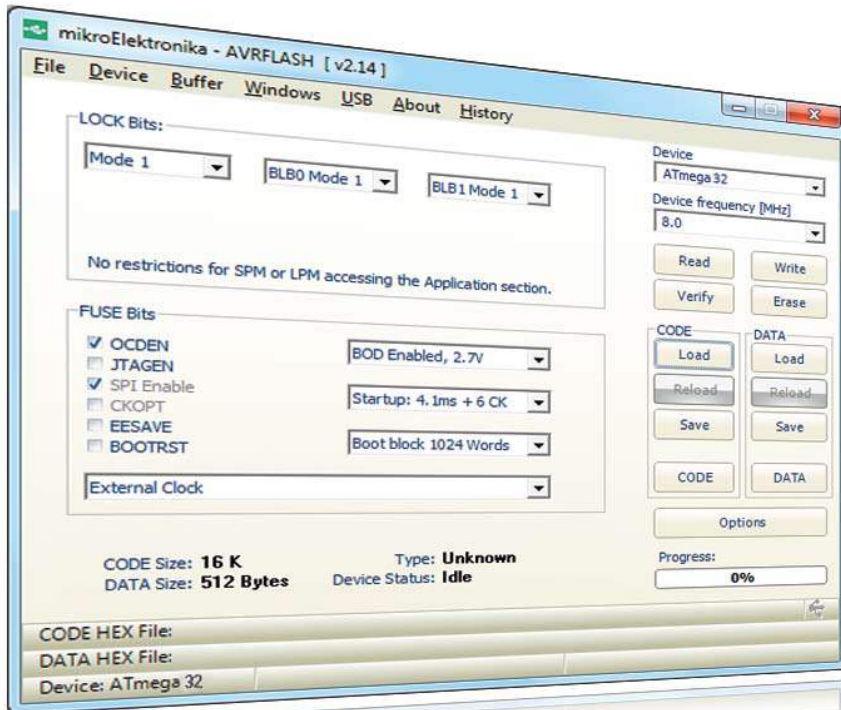 mikroElektronika - AVRFLASH [ v2.14 ]
File Device Buffer Windows USB About History
LOCK Bits:
Mode 1
BLB0 Mode 1
BLB1 Mode 1
No restrictions for SPM or LPM accessing the Application section.
FUSE Bits
OCDEN
JTAGEN
SPI Enable
CKOPT
EESAVE
BOOTRST
BOD Enabled, 2.7V
Startup: 4.1ms + 6 CK
Boot block 1024 Words
External Clock
CODE Size: 16 K
DATA Size: 512 Bytes
Type: Unknown
Device Status: Idle
Device
ATmega32
Device frequency [MHz]
8.0
Read Write
Verify Erase
CODE DATA
Load Load
Reload Reload
Save Save
CODE DATA
Options
Progress:
0%
CODE HEX File:
DATA HEX File:
Device: ATmega 32